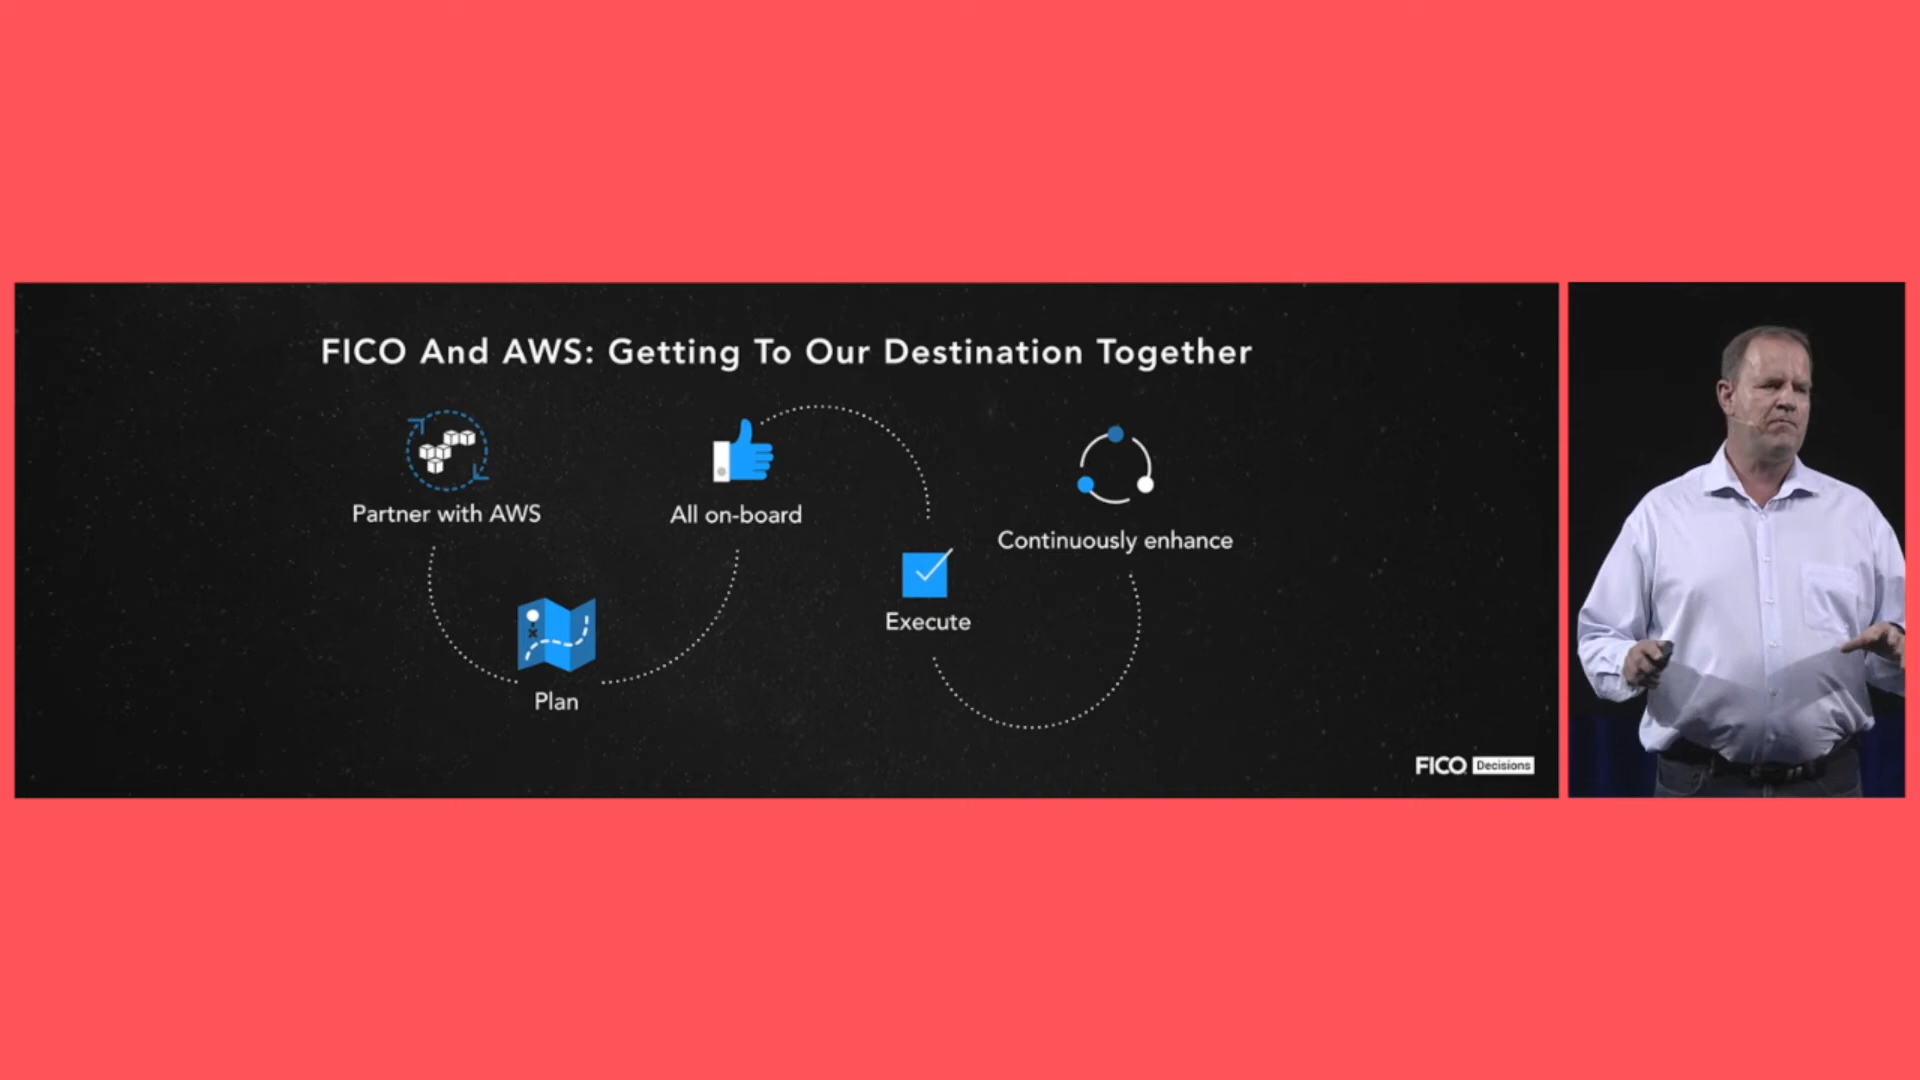 FICO And AWS: Getting To Our Destination Together
Partner with AWS
All on-board
Continuously enhance
Execute
Plan
FICO Decisions